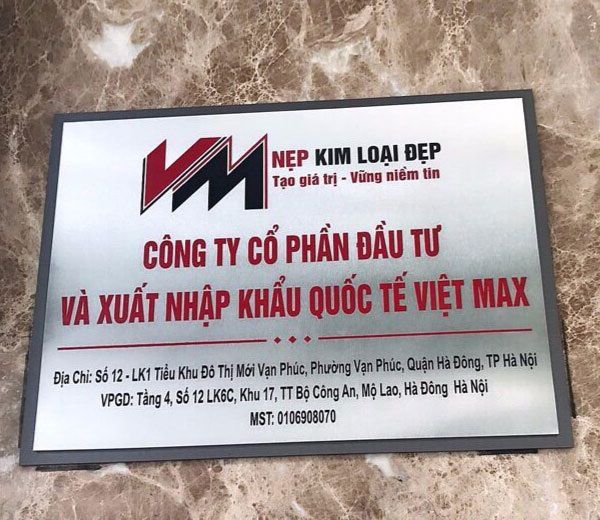 VM
NẸP KIM LOẠI ĐẸP
Tạo giá trị - Vững niềm tin
CÔNG TY CỔ PHẦN ĐẦU TƯ
VÀ XUẤT NHẬP KHẨU QUỐC TẾ VIỆT MAX
Địa Chỉ: Số 12 - LK1 Tiểu Khu Đô Thị Mới Vạn Phúc, Phường Vạn Phúc, Quận Hà Đông, TP Hà Nội
VPGD: Tầng 4, Số 12 LK6C, Khu 17, TT Bộ Công An, Mộ Lao, Hà Đông Hà Nội
MST: 0106908070